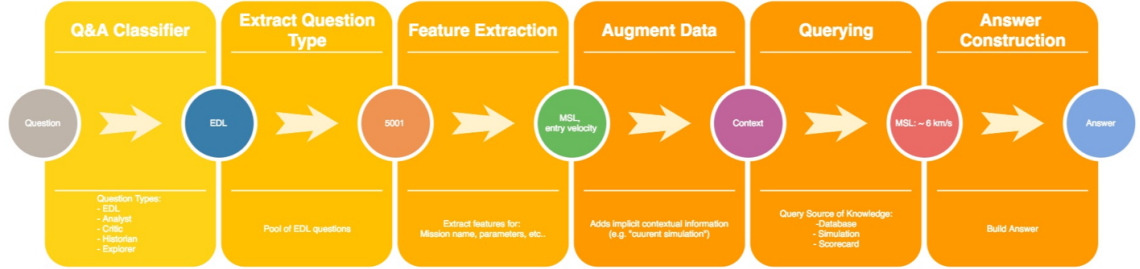 Q&A Classifier
Extract Question
Type
Feature Extraction
Augment Data
Querying
Answer
Construction
Question
EDL
5001
MSL,
entry velocity
Context
MSL: ~ 6 km/s
Answer
Question Types:
- EDL
- Analyst
- Critic
- Historian
- Explorer
Pool of EDL questions
Extract features for:
Mission name, parameters, etc..
Adds implicit contextual information
(e.g. "cuurent simulation")
Query Source of Knowledge:
-Database
- Simulation
- Scorecard
Build Answer